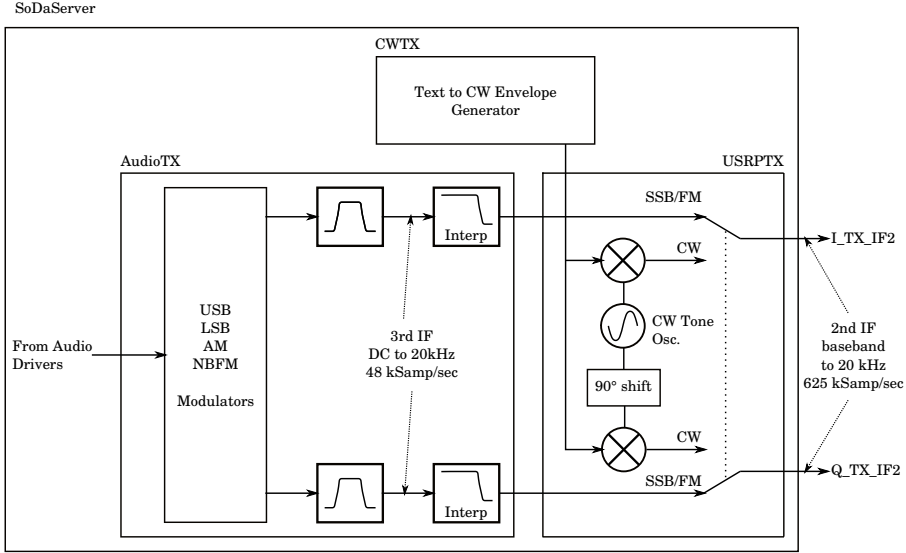 SoDaServer
CWTX
Text to CW Envelope
Generator
AudioTX
USRPTX
SSB/FM
Interp
CW
I_TX_IF2
USB
LSB
AM
NBFM
Modulators
From Audio
Drivers
3rd IF
DC to 20kHz
48 kSamp/sec
CW Tone
Osc.
2nd IF
baseband
to 20 kHz
625 kSamp/sec
90° shift
CW
SSB/FM
Interp
Q_TX_IF2